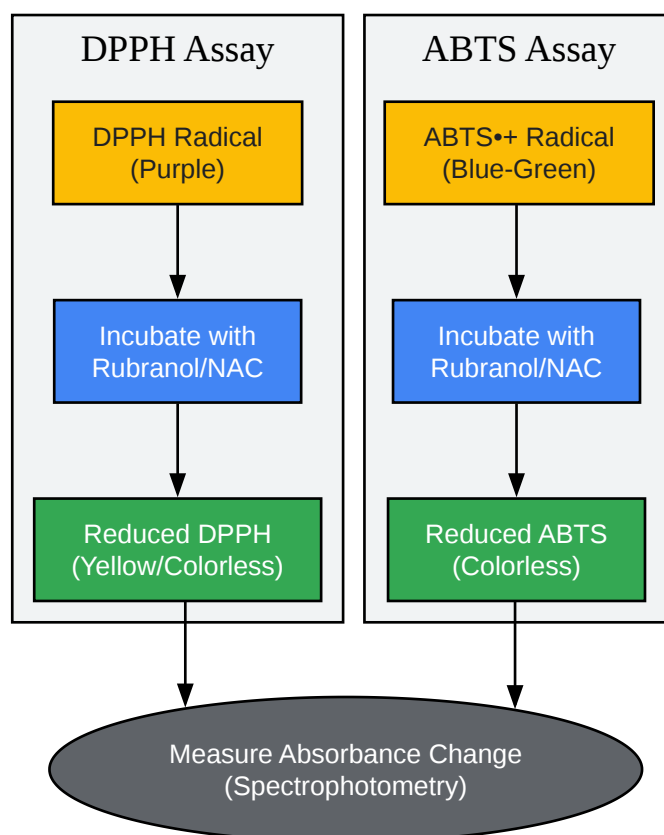 DPPH Assay
DPPH Radical
(Purple)
Incubate with
Rubranol/NAC
Reduced DPPH
(Yellow/Colorless)
ABTS Assay
ABTS•+ Radical
(Blue-Green)
Incubate with
Rubranol/NAC
Reduced ABTS
(Colorless)
Measure Absorbance Change
(Spectrophotometry)